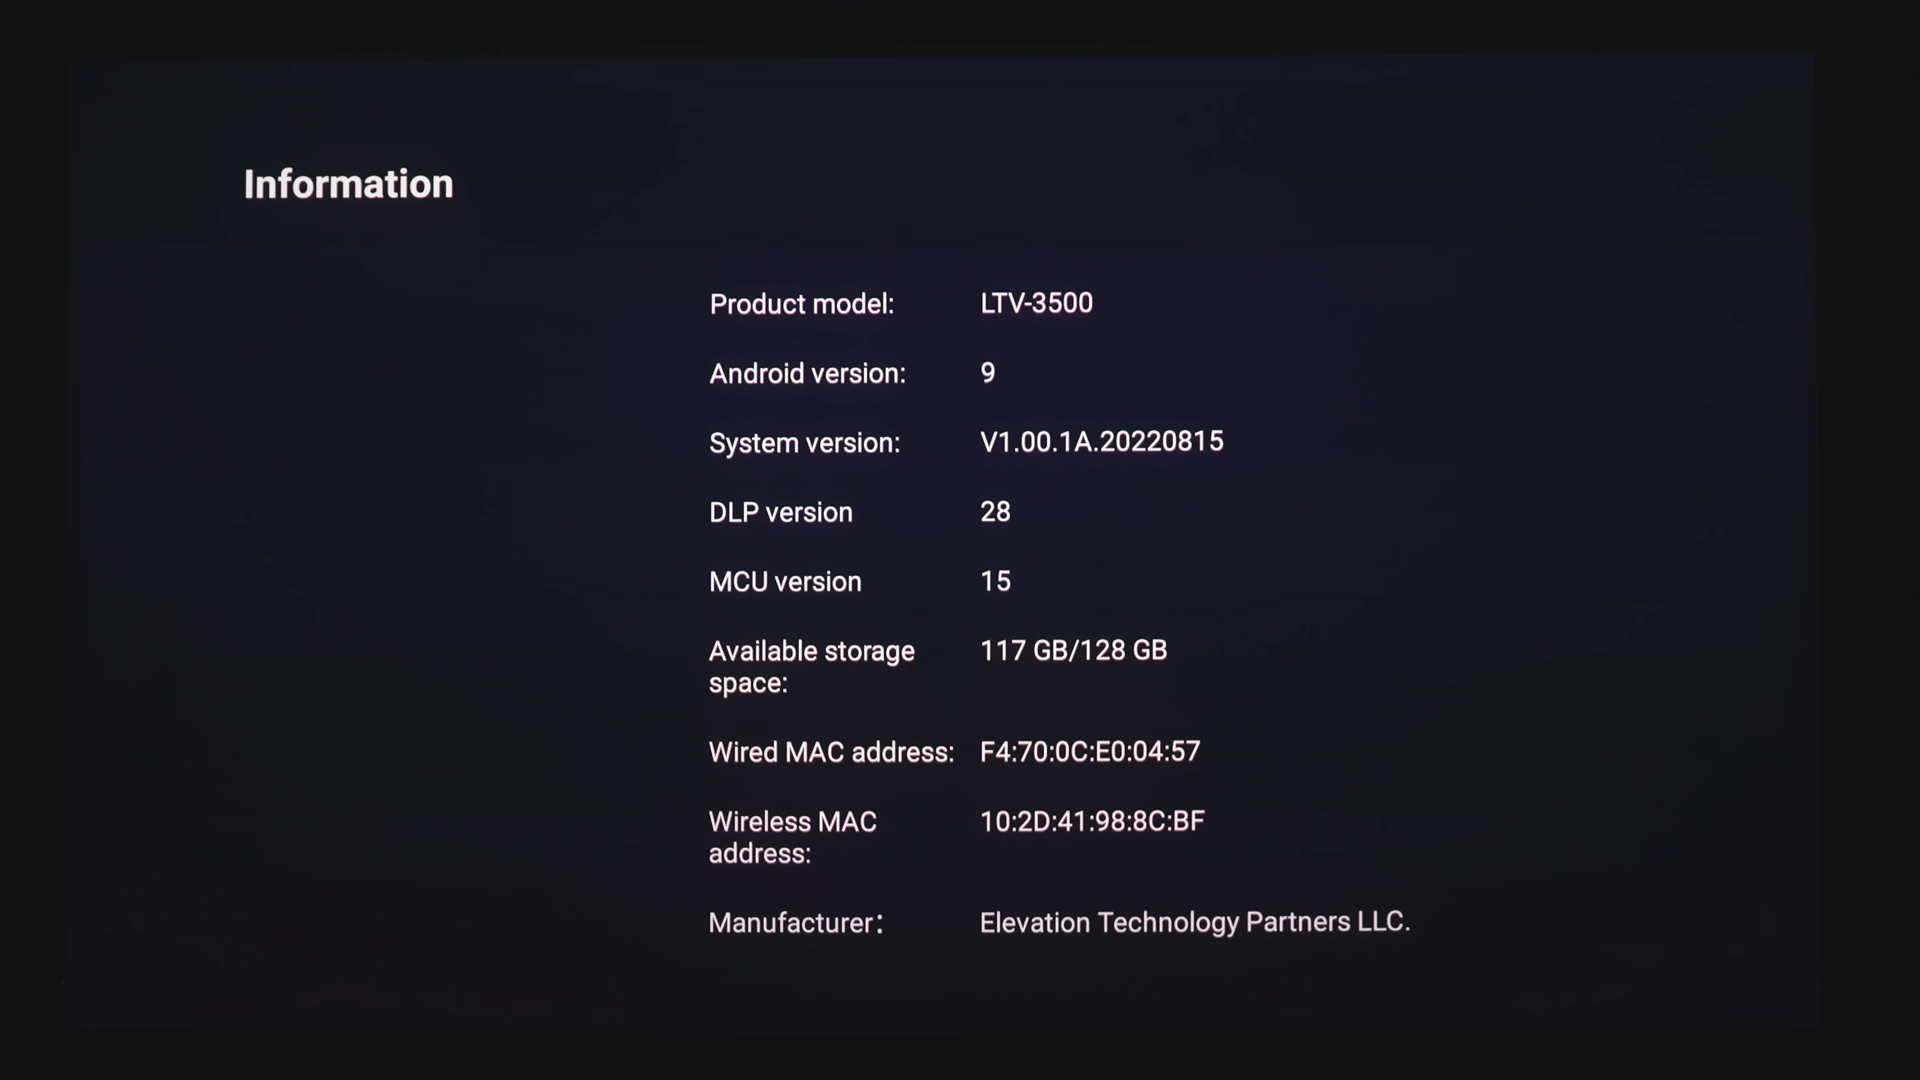 Information
Product model: LTV-3500
Android version: 9
System version: V1.00.1A.20220815
DLP version 28
MCU version 15
Available storage 117 GB/128 GB
space:
Wired MAC address: F4:70:0C:E0:04:57
Wireless MAC 10:2D:41:98:8C:BF
address:
Manufacturer： Elevation Technology Partners LLC.